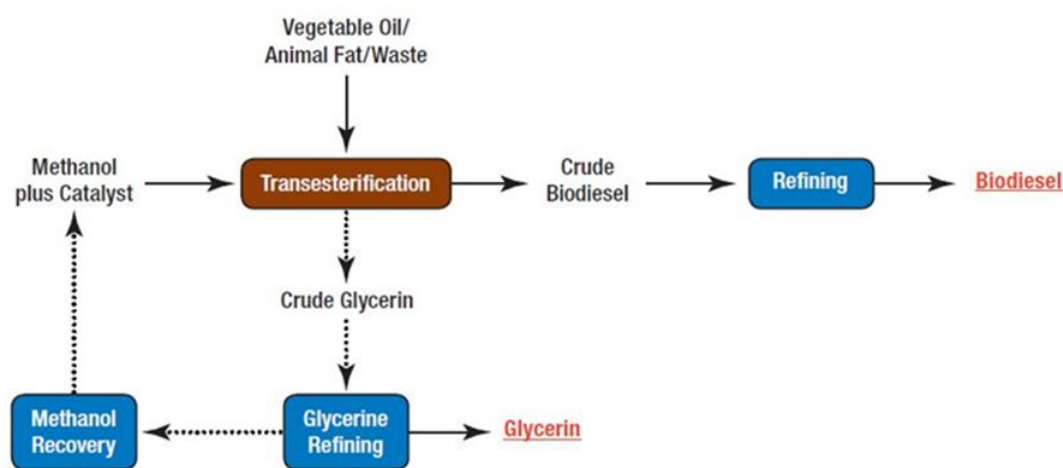 Vegetable Oil/
Animal Fat/Waste
Methanol
plus Catalyst
Transesterification
Crude
Biodiesel
Refining
Biodiesel
Crude Glycerin
Methanol
Recovery
Glycerine
Refining
Glycerin